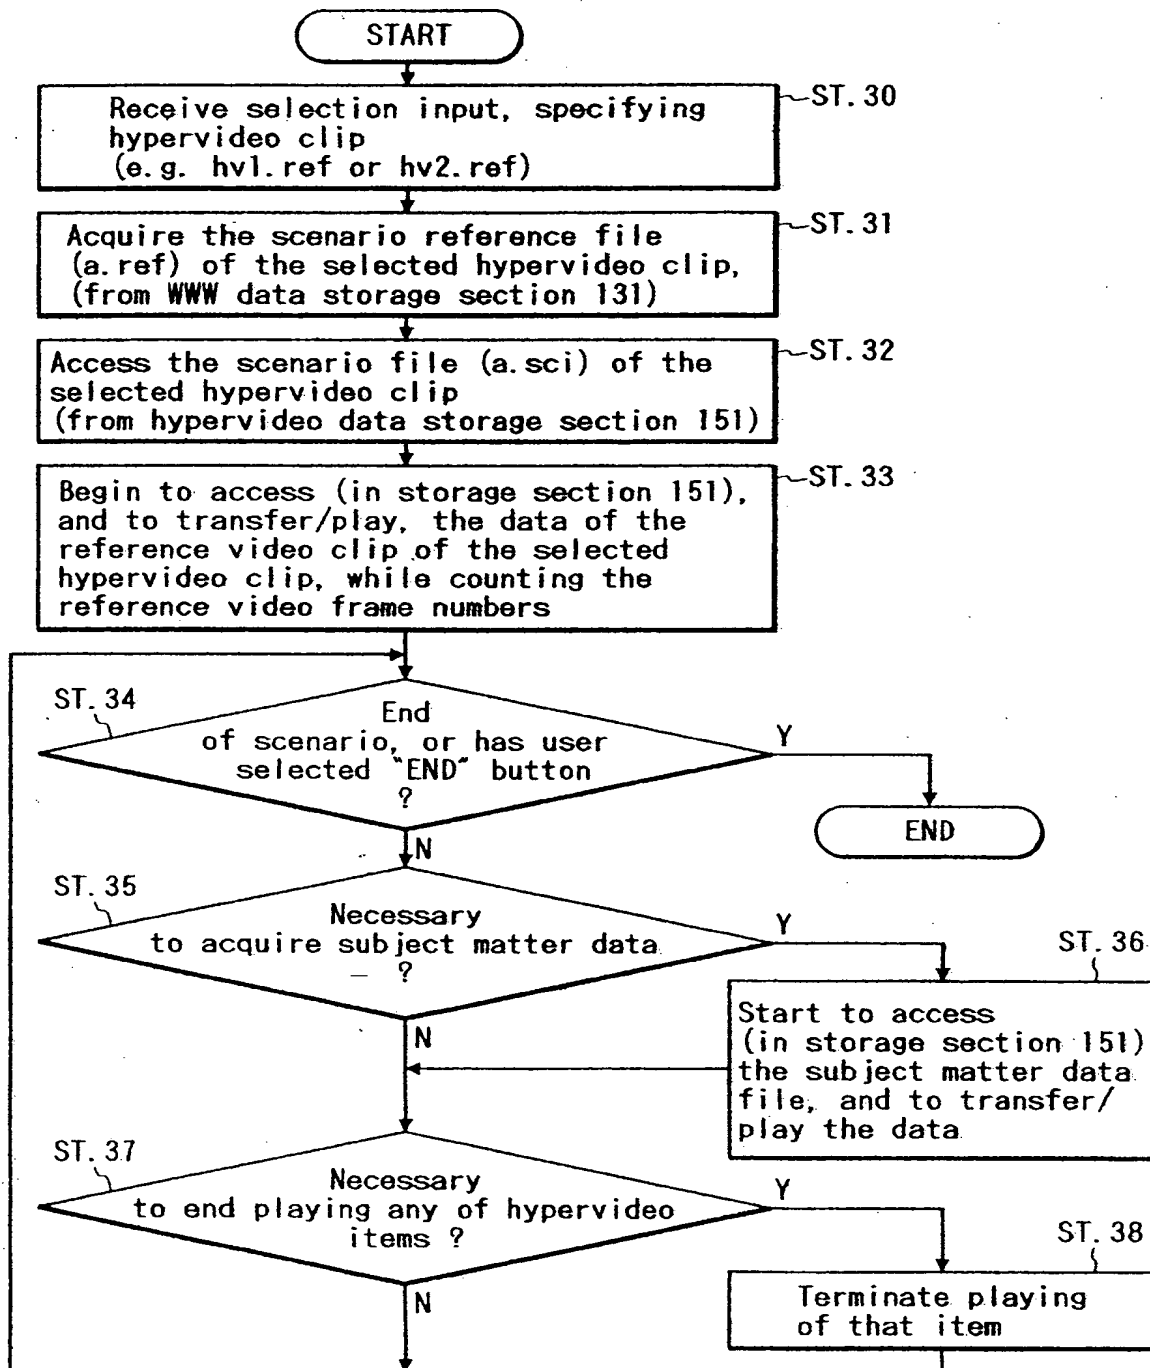 START
Receive selection input, specifying
hypervideo clip
(e.g. hv1.ref or hv2.ref)
ST.30
Acquire the scenario reference file
(a.ref) of the selected hypervideo clip,
(from WWW data storage section 131)
ST.31
Access the scenario file (a.sci) of the
selected hypervideo clip
(from hypervideo data storage section 151)
ST.32
Begin to access (in storage section 151),
and to transfer/play, the data of the
reference video clip of the selected
hypervideo clip, while counting the
reference video frame numbers
ST.33
ST.34
End
of scenario, or has user
selected "END" button
?
Y
END
N
ST.35
Necessary
to acquire subject matter data
?
Y
N
ST.36
Start to access
(in storage section 151)
the subject matter data
file, and to transfer/
play the data
ST.37
Necessary
to end playing any of hypervideo
items ?
Y
N
ST.38
Terminate playing
of that item